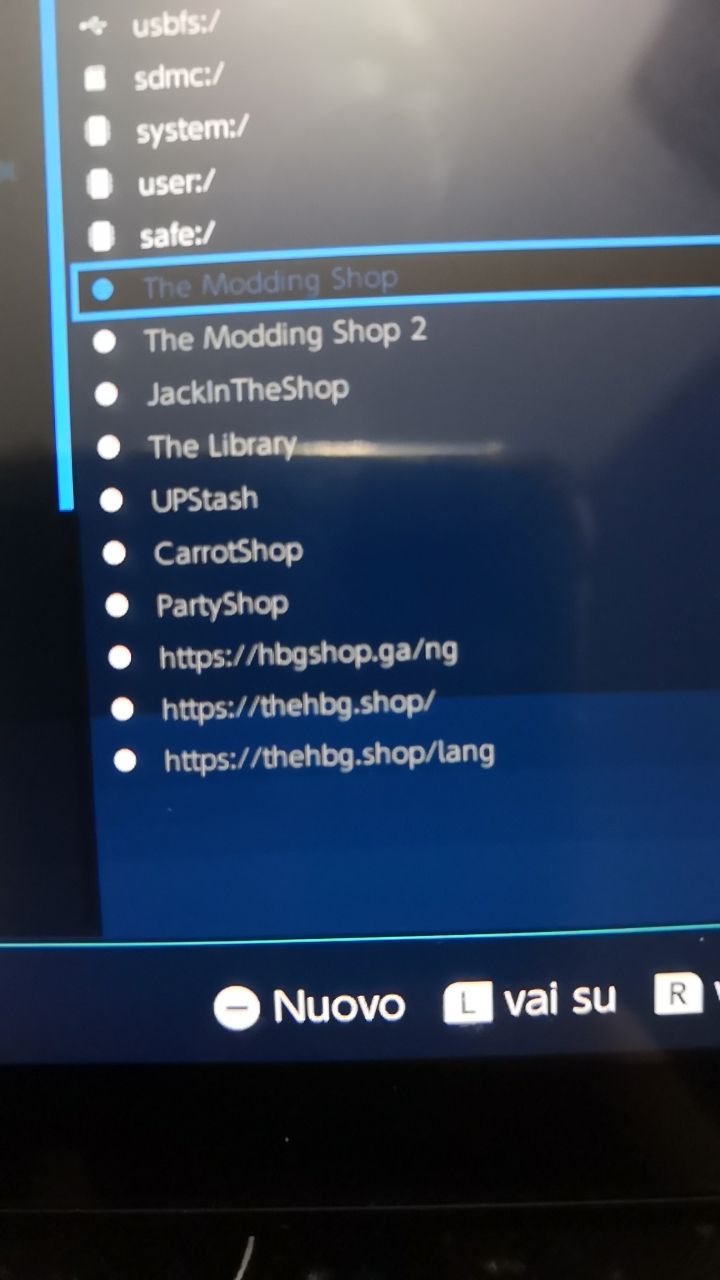 usbfs:/
sdmc:/
system:/
user:/
safe:/
The Modding Shop
The Modding Shop 2
JackInTheShop
The Library
UPStash
CarrotShop
PartyShop
https://hbgshop.ga/ng
https://thehbg.shop/
https://thehbg.shop/lang
Nuovo L vai su R